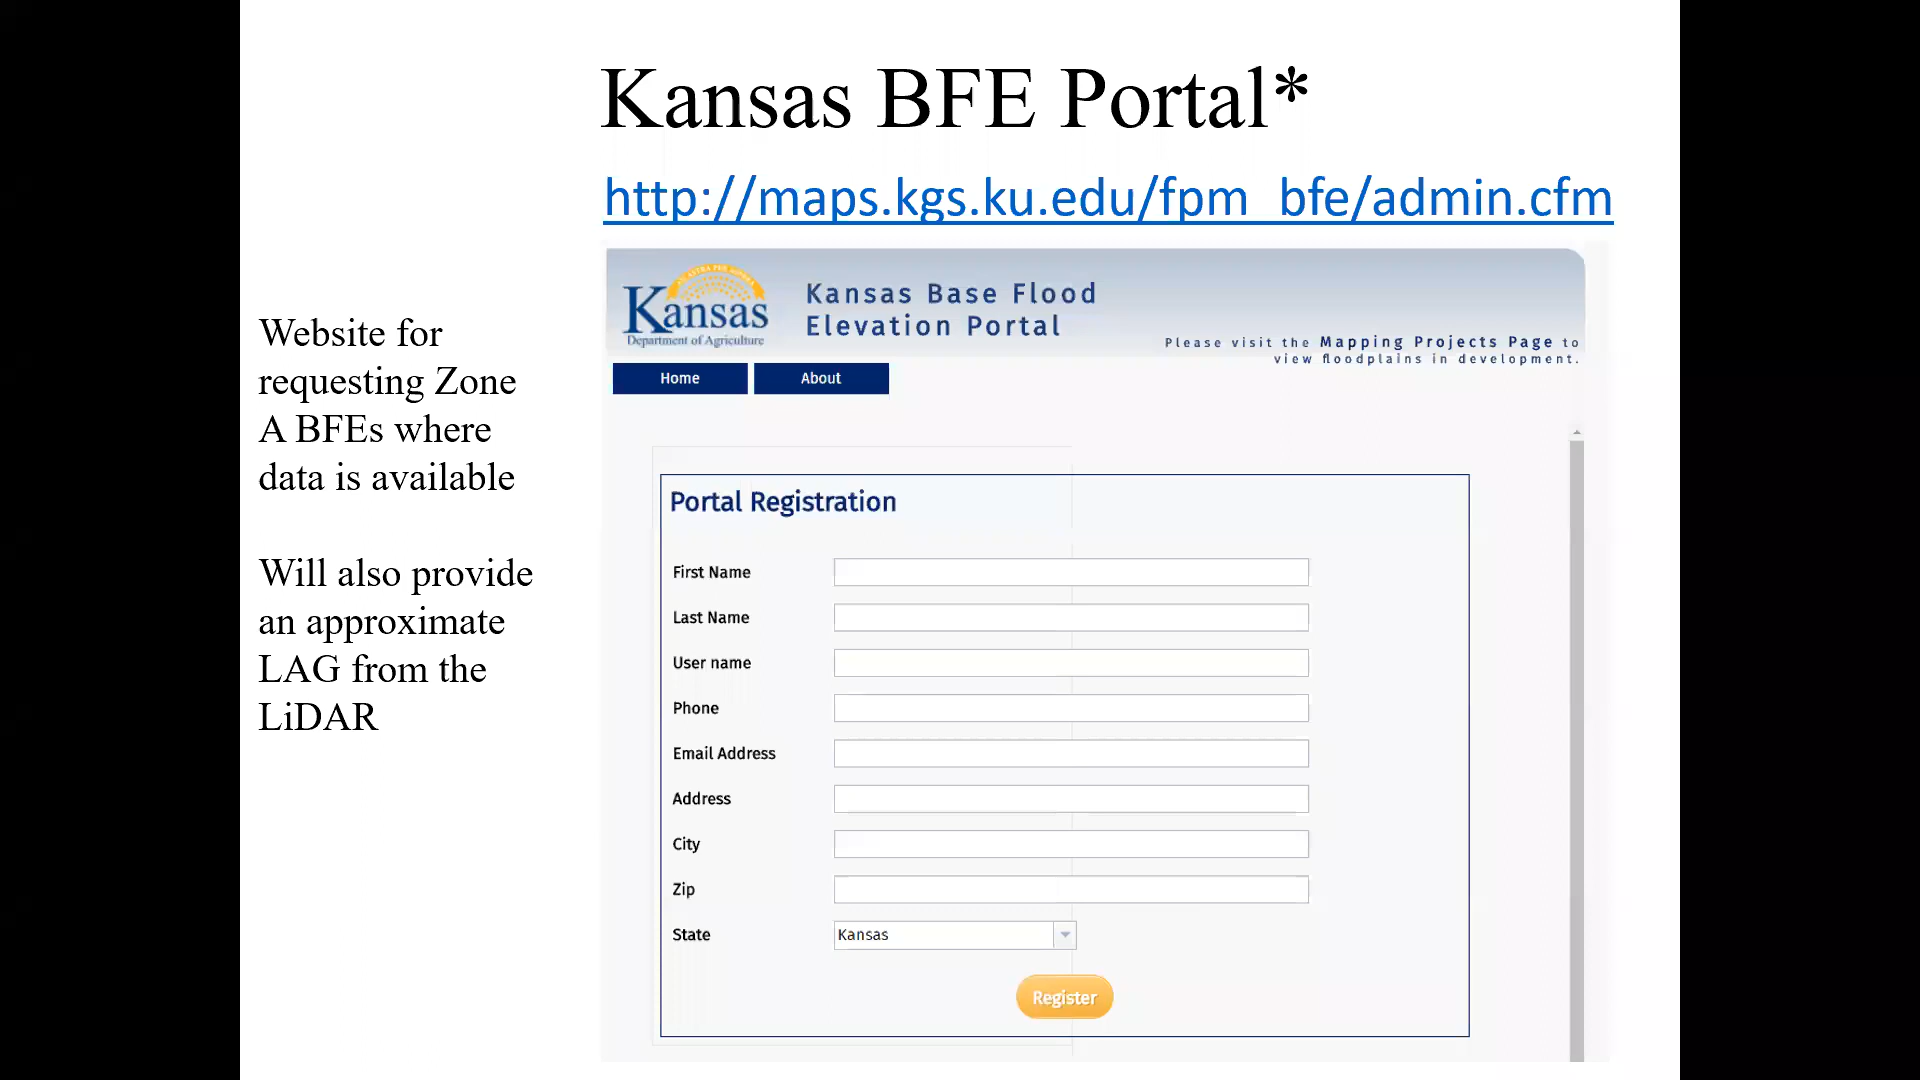 Kansas BFE Portal*
http://maps.kgs.ku.edu/fpm_bfe/admin.cfm
Website for
requesting Zone
A BFEs where
data is available
Will also provide
an approximate
LAG from the
LiDAR
Kansas
Department of Agriculture
Kansas Base Flood
Elevation Portal
Please visit the Mapping Projects Page to
view floodplains in development.
Home
About
Portal Registration
First Name
Last Name
User name
Phone
Email Address
Address
City
Zip
State
Kansas
Register